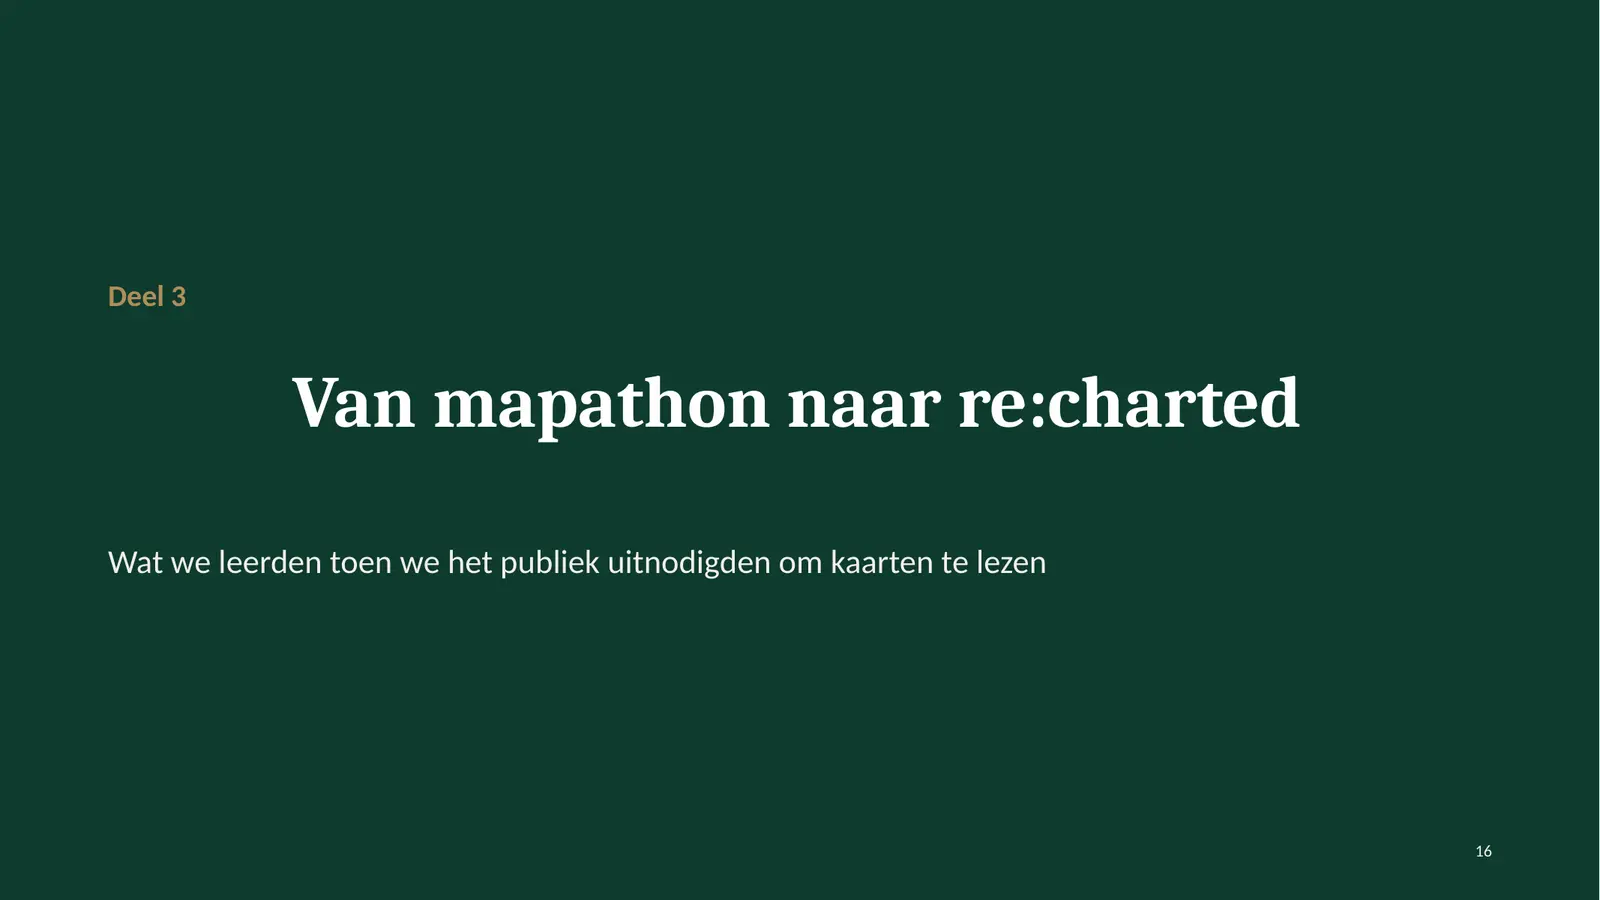 Deel 3
Van mapathon naar re:charted
Wat we leerden toen we het publiek uitnodigden om kaarten te lezen
16